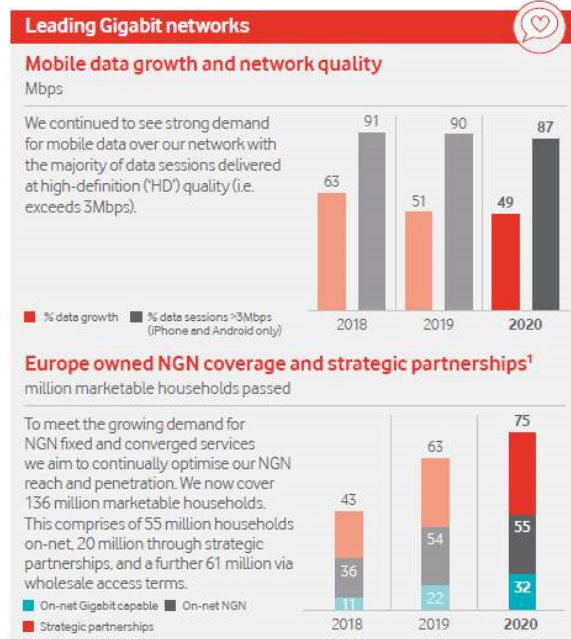 Leading Gigabit networks
Mobile data growth and network quality
Mbps
We continued to see strong demand
for mobile data over our network with
the majority of data sessions delivered
at high-definition ('HD') quality (i.e.
exceeds 3Mbps).
63
91
51
90
49
87
% data growth
% data sessions >3Mbps
(iPhone and Android only)
2018
2019
2020
Europe owned NGN coverage and strategic partnerships¹
million marketable households passed
To meet the growing demand for
NGN fixed and converged services
we aim to continually optimise our NGN
reach and penetration. We now cover
136 million marketable households.
This comprises of 55 million households
on-net, 20 million through strategic
partnerships, and a further 61 million via
wholesale access terms.
43
36
11
63
54
22
75
55
32
On-net Gigabit capable
On-net NGN
Strategic partnerships
2018
2019
2020